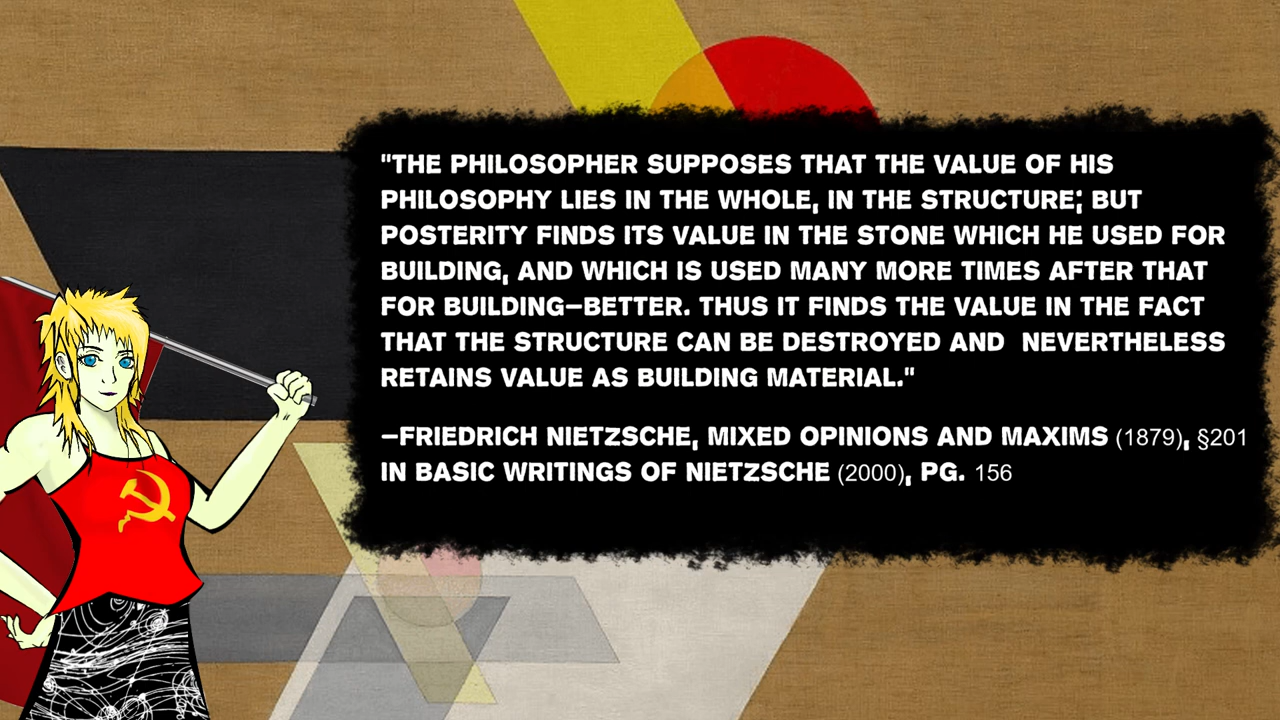 "THE PHILOSOPHER SUPPOSES THAT THE VALUE OF HIS
PHILOSOPHY LIES IN THE WHOLE, IN THE STRUCTURE; BUT
POSTERITY FINDS ITS VALUE IN THE STONE WHICH HE USED FOR
BUILDING, AND WHICH IS USED MANY MORE TIMES AFTER THAT
FOR BUILDING—BETTER. THUS IT FINDS THE VALUE IN THE FACT
THAT THE STRUCTURE CAN BE DESTROYED AND  NEVERTHELESS
RETAINS VALUE AS BUILDING MATERIAL."
—FRIEDRICH NIETZSCHE, MIXED OPINIONS AND MAXIMS (1879), §201
IN BASIC WRITINGS OF NIETZSCHE (2000), PG. 156